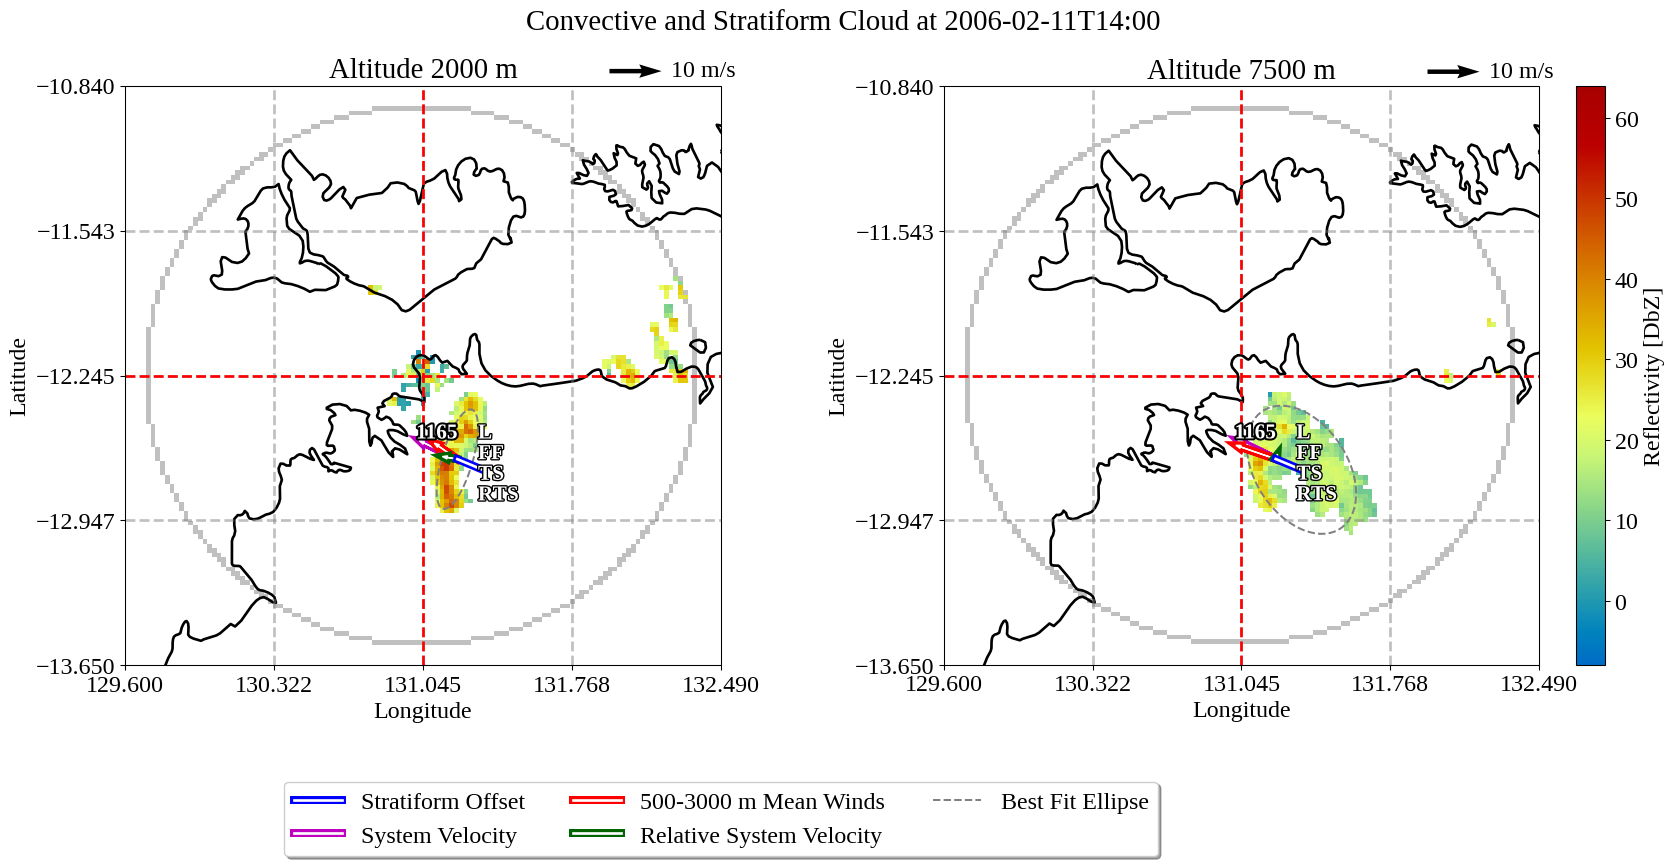 Convective and Stratiform Cloud at 2006-02-11T14:00
Altitude 2000 m
10 m/s
−10.840
−11.543
−12.245
−12.947
−13.650
129.600
130.322
131.045
131.768
132.490
Longitude
Latitude
1165
L
FF
TS
RTS
Altitude 7500 m
10 m/s
−10.840
−11.543
−12.245
−12.947
−13.650
129.600
130.322
131.045
131.768
132.490
Longitude
Latitude
1165
L
FF
TS
RTS
60
50
40
30
20
10
0
Reflectivity [DbZ]
Stratiform Offset
System Velocity
500-3000 m Mean Winds
Relative System Velocity
Best Fit Ellipse